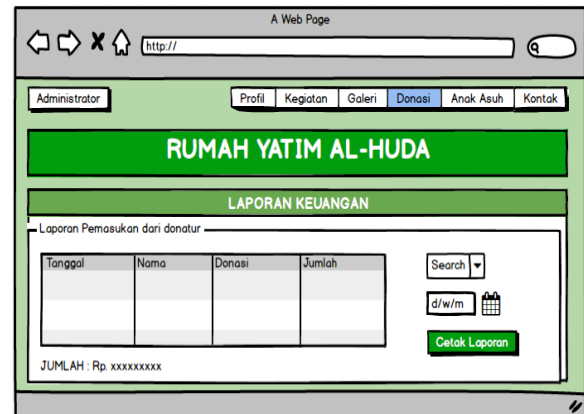 A Web Page
http://
Administrator
Profil Kegiatan Galeri Donasi Anak Asuh Kontak
RUMAH YATIM AL-HUDA
LAPORAN KEUANGAN
Laporan Pemasukan dari donatur
Tanggal Nama Donasi Jumlah
Search
d/w/m
Cetak Laporan
JUMLAH : Rp. xxxxxxxxx